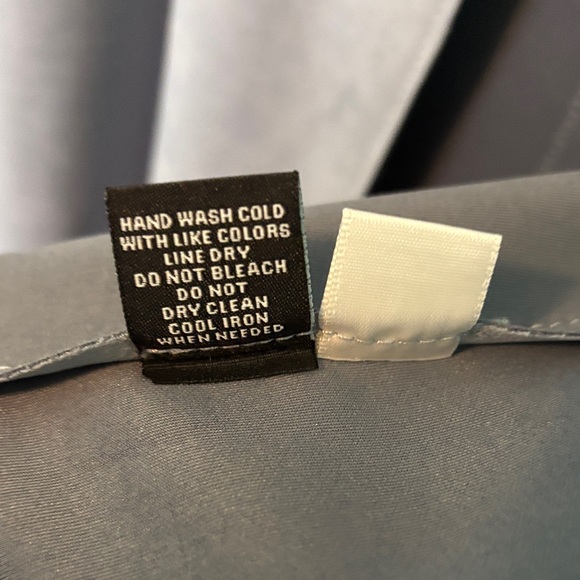 HAND WASH COLD
WITH LIKE COLORS
LINE DRY
DO NOT BLEACH
DO NOT
DRY CLEAN
COOL IRON
WHEN NEEDED